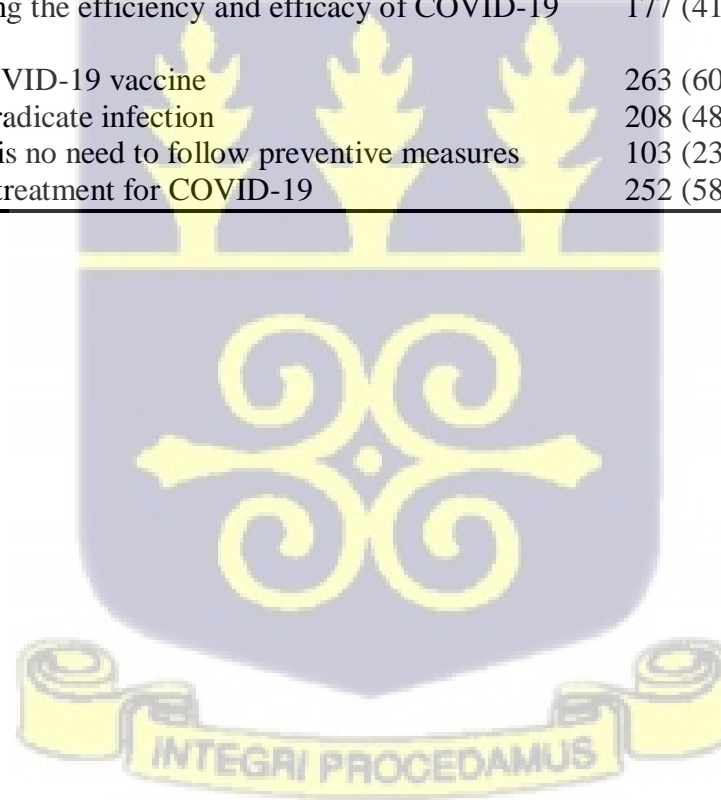 ng the efficiency and efficacy of COVID-19 177 (41
VID-19 vaccine 263 (60
radicate infection 208 (48
is no need to follow preventive measures 103 (23
treatment for COVID-19 252 (58
INTEGRI PROCEDAMUS